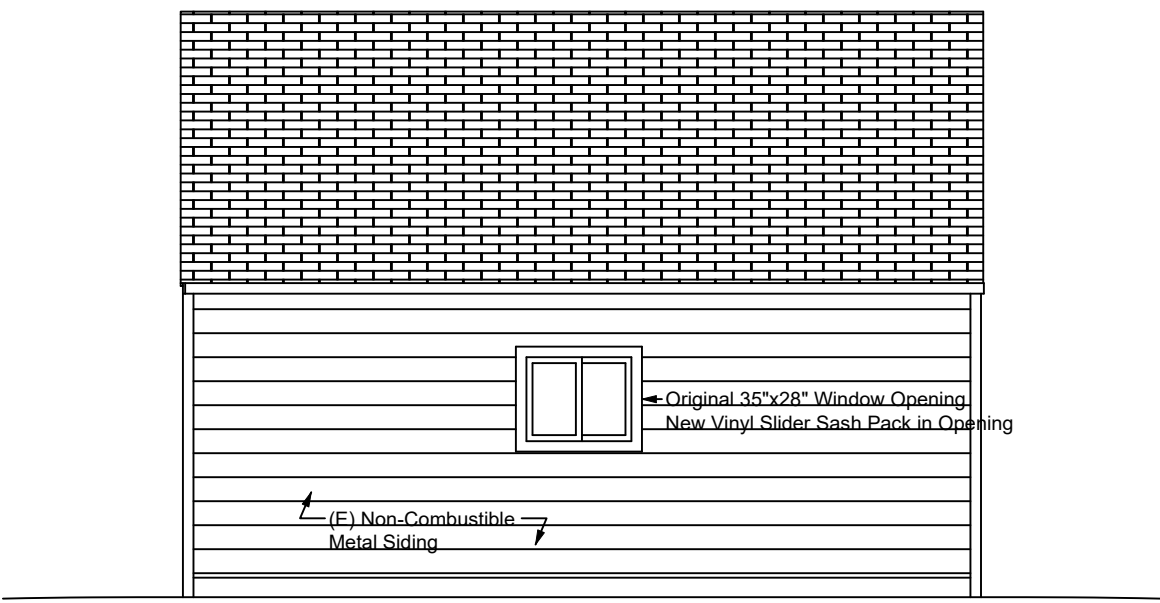 Original 35"x28" Window Opening
New Vinyl Slider Sash Pack in Opening
(E) Non-Combustible
Metal Siding